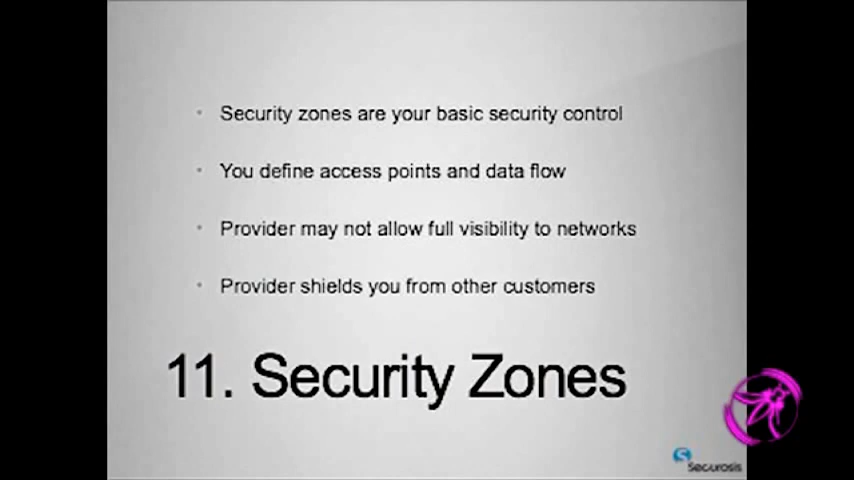 • Security zones are your basic security control
• You define access points and data flow
• Provider may not allow full visibility to networks
• Provider shields you from other customers
11. Security Zones
Securosis